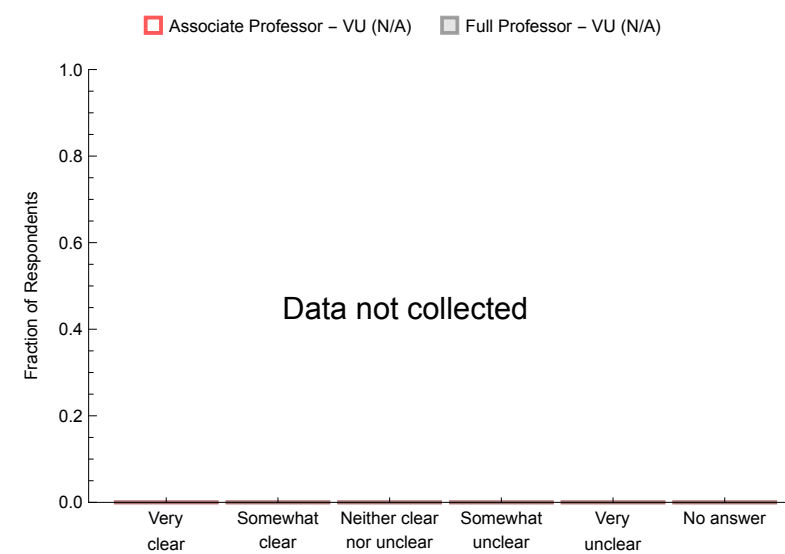 Associate Professor – VU (N/A) Full Professor – VU (N/A)
1.0
0.8
0.6
0.4
0.2
0.0
Fraction of Respondents
Data not collected
Very clear
Somewhat clear
Neither clear nor unclear
Somewhat unclear
Very unclear
No answer